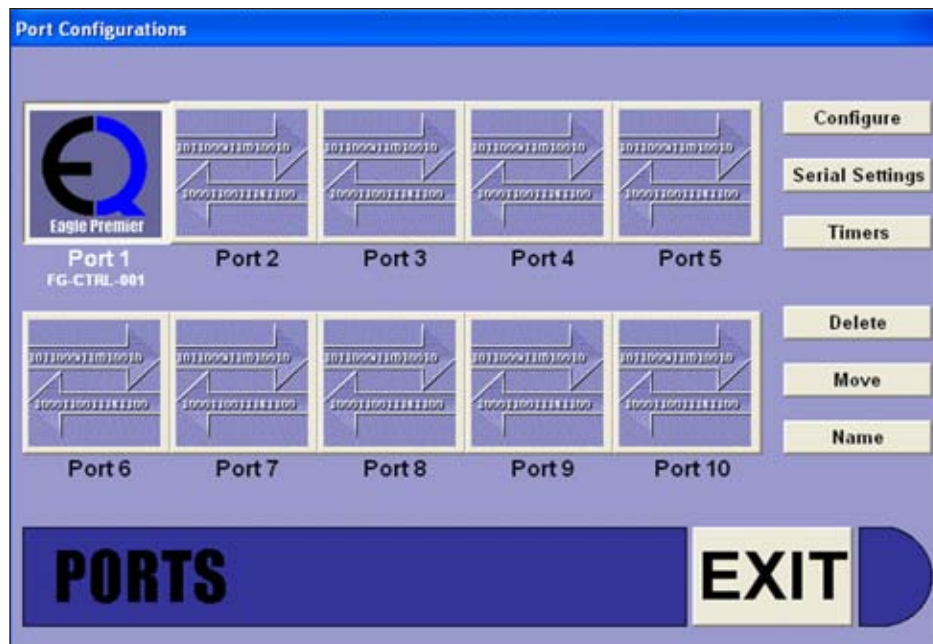 Port Configurations
Eagle Premier
Port 1
FG-CTRL-001
Port 2
Port 3
Port 4
Port 5
Configure
Serial Settings
Timers
Port 6
Port 7
Port 8
Port 9
Port 10
Delete
Move
Name
PORTS
EXIT